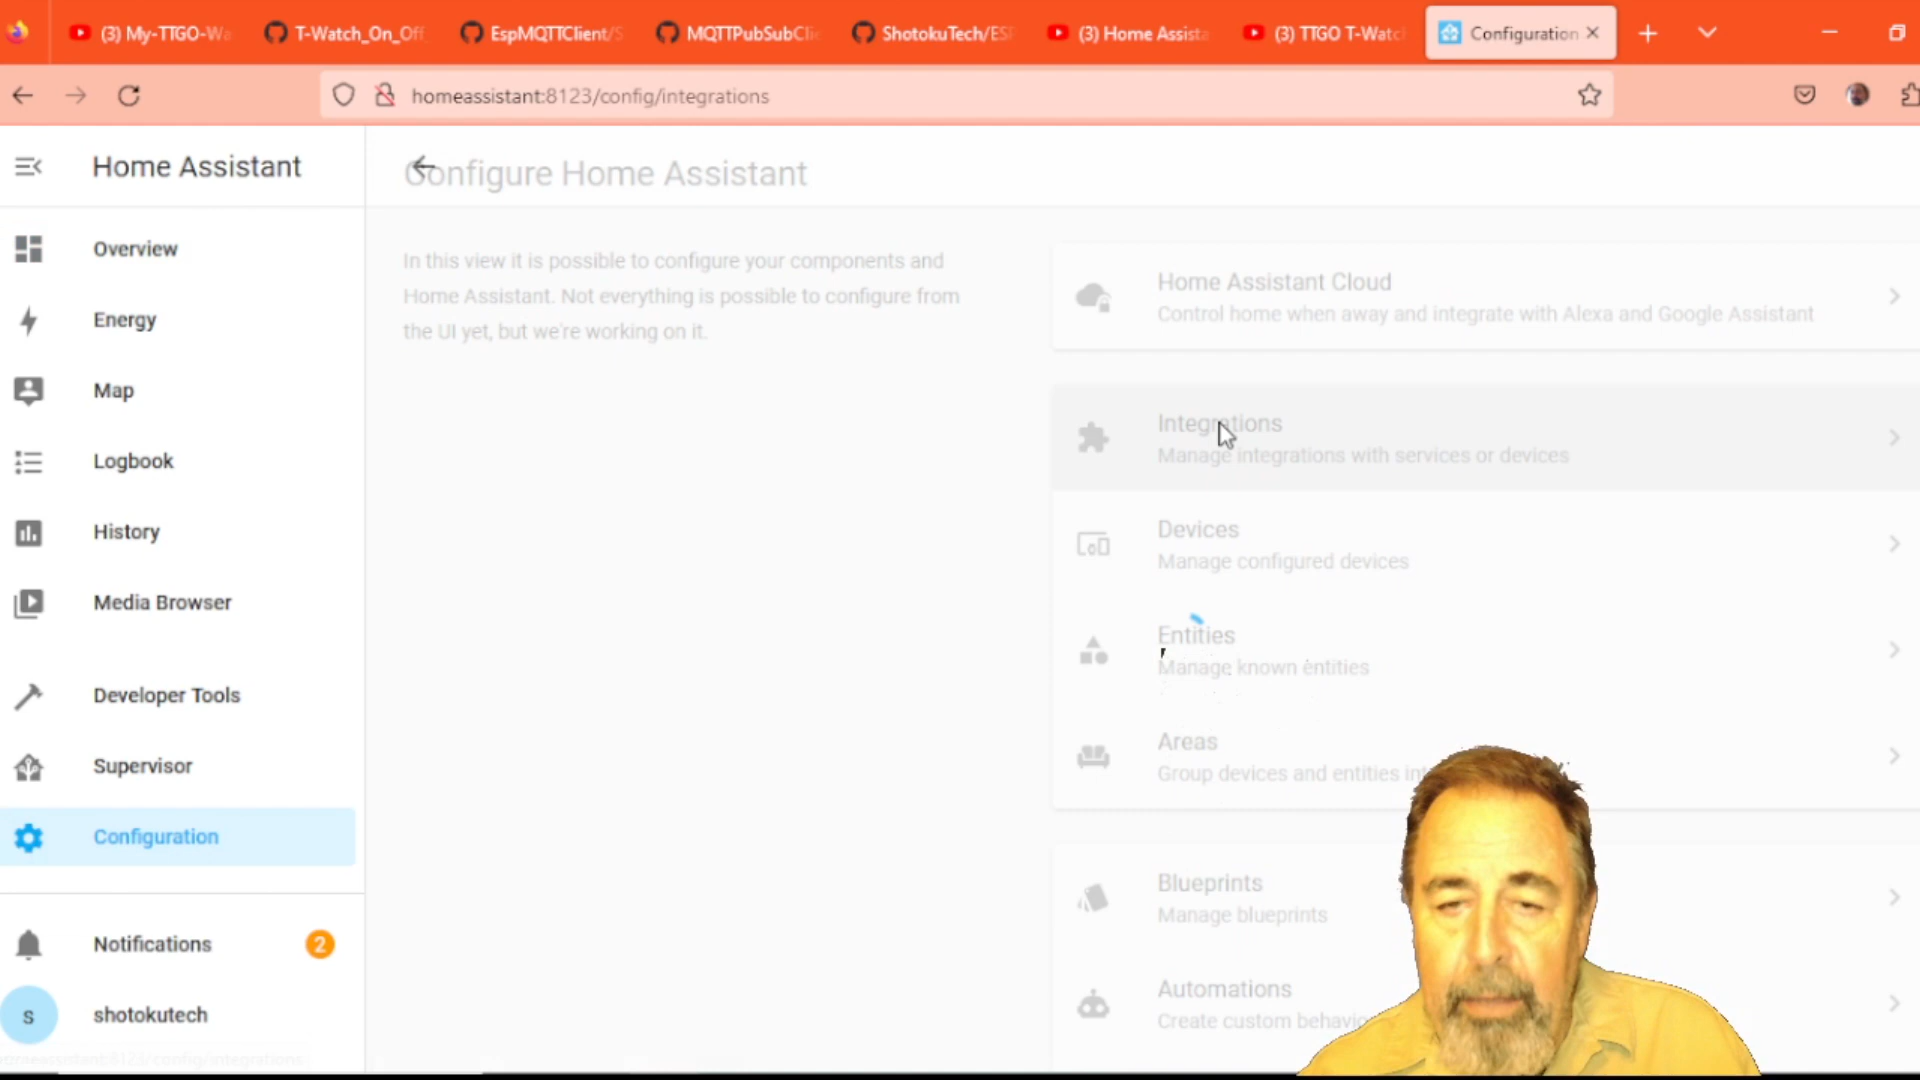 (3) My-TTGO-Wa
T-Watch_On_Off
EspMQTTClient/S
MQTTPubSubClie
ShotokuTech/ESP
(3) Home Assista
(3) TTGO T-Watc
Configuration
homeassistant:8123/config/integrations
Home Assistant
Configure Home Assistant
Overview
Energy
Map
Logbook
History
Media Browser
Developer Tools
Supervisor
Configuration
Notifications
2
s
shotokutech
In this view it is possible to configure your components and
Home Assistant. Not everything is possible to configure from
the UI yet, but we're working on it.
Home Assistant Cloud
Control home when away and integrate with Alexa and Google Assistant
Integrations
Manage integrations with services or devices
Devices
Manage configured devices
Entities
Manage known entities
Areas
Group devices and entities
Blueprints
Manage blueprints
Automations
Create custom behavio